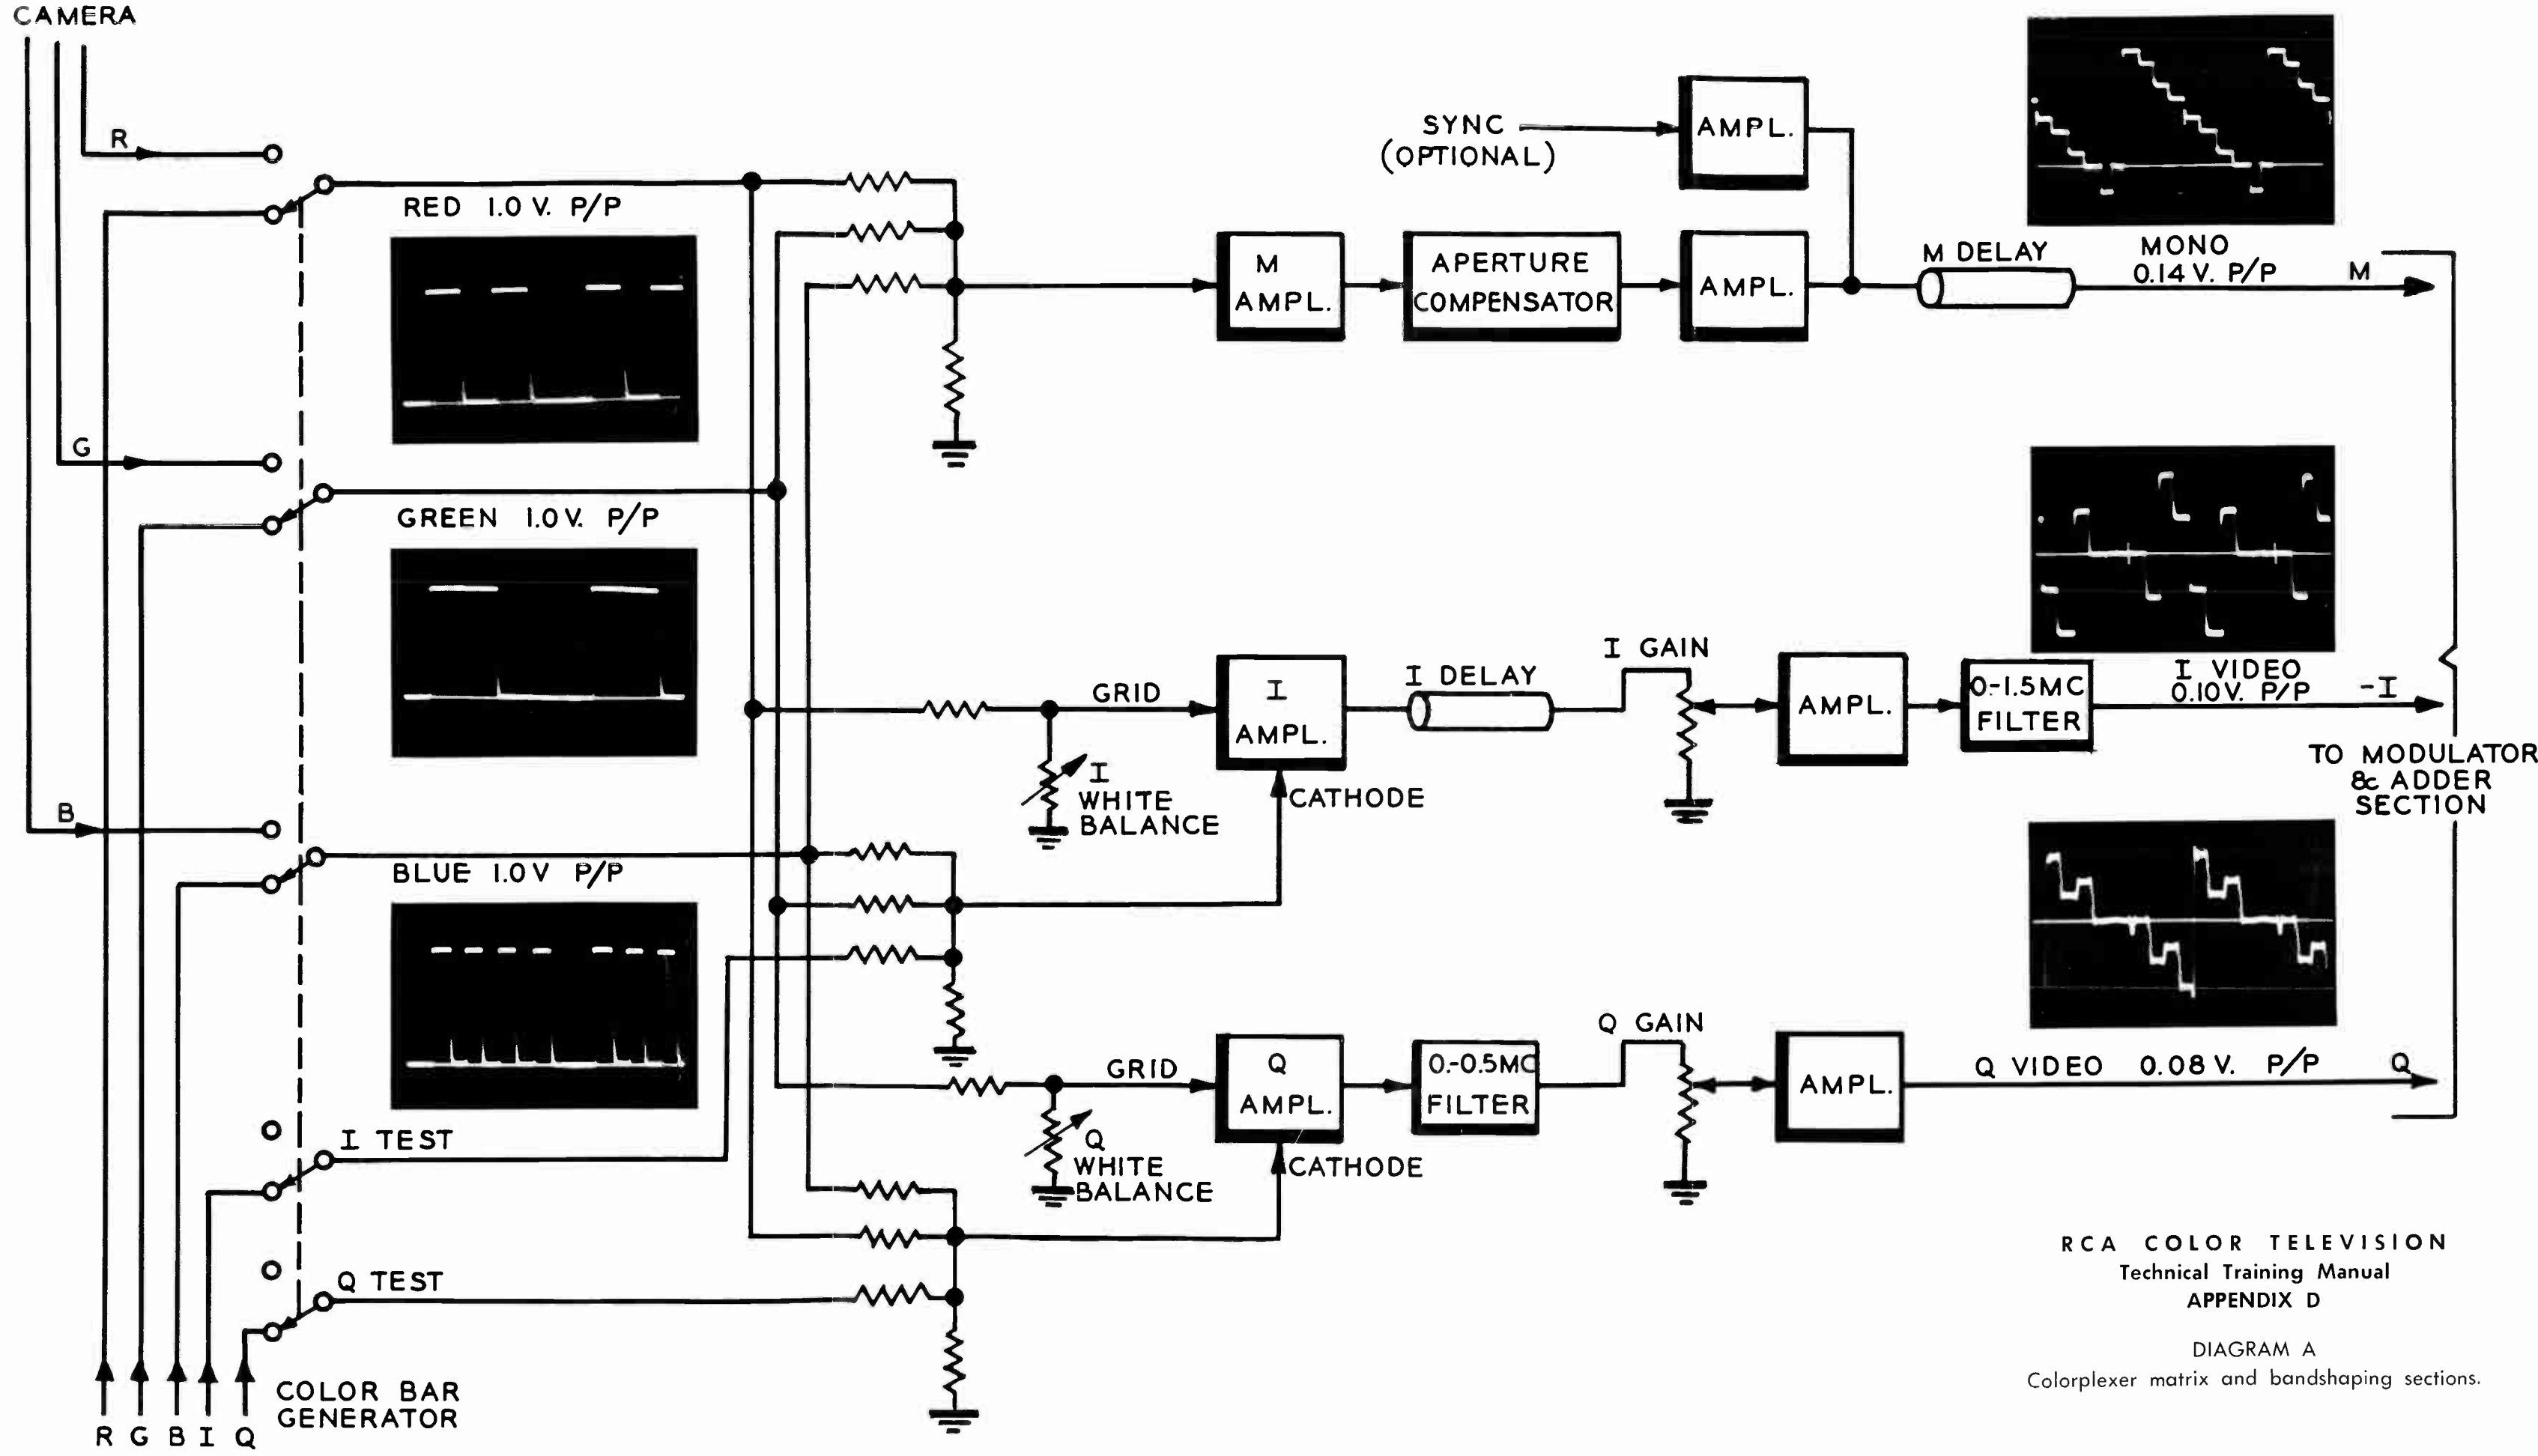 CAMERA
R
RED 1.0 V. P/P
G
GREEN 1.0 V. P/P
B
BLUE 1.0 V P/P
I TEST
Q TEST
COLOR BAR
GENERATOR
R G B I Q
SYNC
(OPTIONAL)
AMPL.
M
AMPL.
APERTURE
COMPENSATOR
AMPL.
M DELAY
MONO
0.14 V. P/P
M
GRID
I
AMPL.
CATHODE
I
WHITE
BALANCE
I DELAY
I GAIN
AMPL.
0.-1.5MC
FILTER
I VIDEO
0.10 V. P/P
-I
TO MODULATOR
& ADDER
SECTION
GRID
Q
AMPL.
CATHODE
Q
WHITE
BALANCE
0.-0.5MC
FILTER
Q GAIN
AMPL.
Q VIDEO 0.08 V. P/P
Q
RCA COLOR TELEVISION
Technical Training Manual
APPENDIX D
DIAGRAM A
Colorplexer matrix and bandshaping sections.